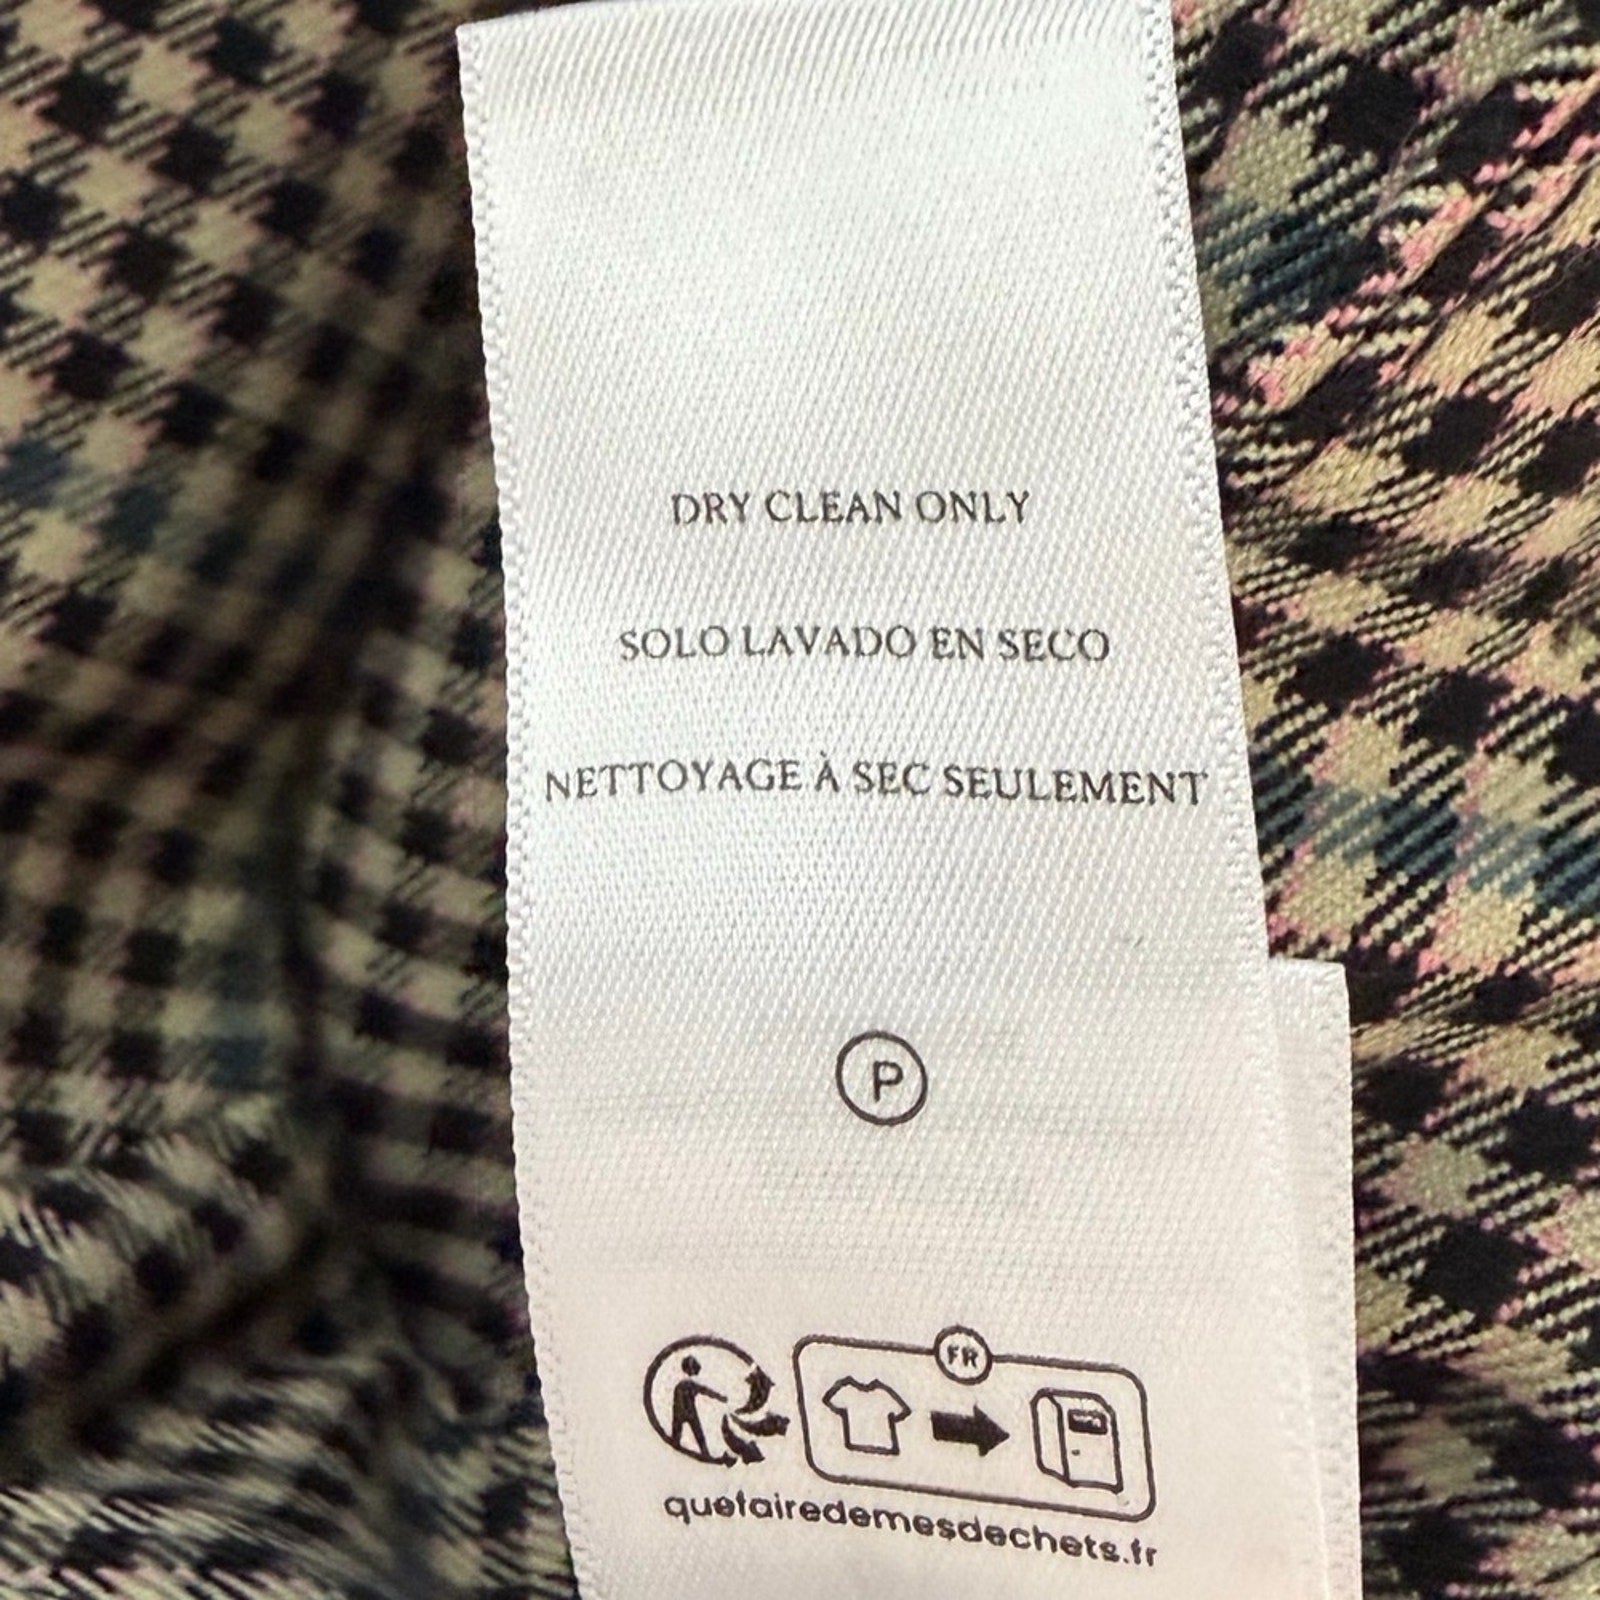 DRY CLEAN ONLY
SOLO LAVADO EN SECO
NETTOYAGE À SEC SEULEMENT
P
FR
quefairedemesdechets.fr